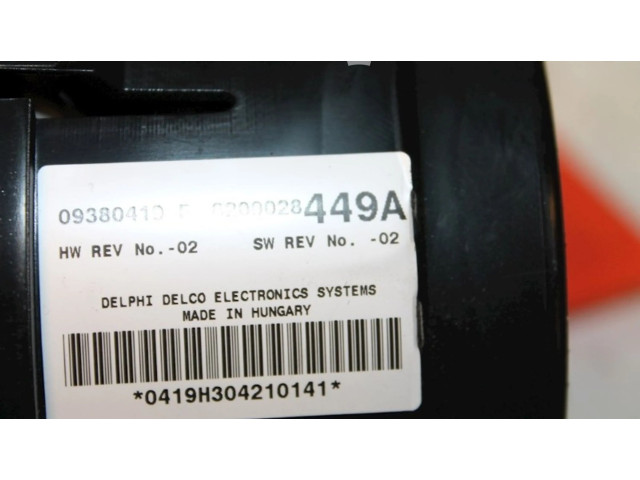 449A
HW REV No.-02 SW REV No. -02
DELPHI DELCO ELECTRONICS SYSTEMS
MADE IN HUNGARY
*0419H304210141*